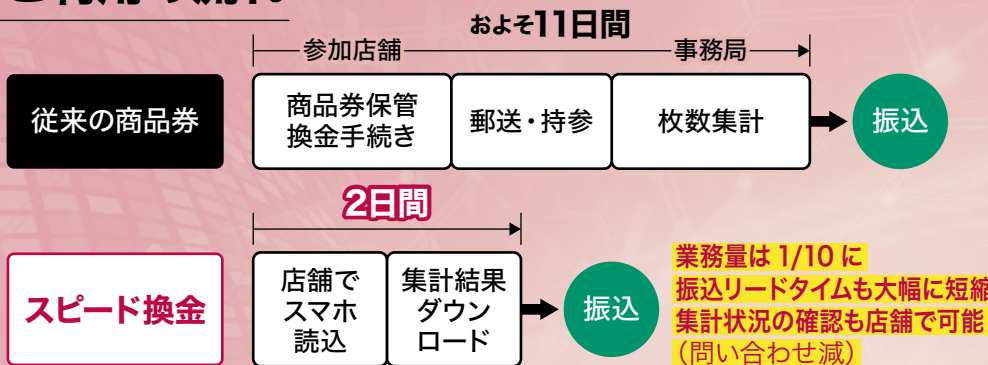 およそ11日間
参加店舗
事務局
従来の商品券
商品券保管
換金手続き
郵送・持参
枚数集計
振込
2日間
スピード換金
店舗で
スマホ
読込
集計結果
ダウン
ロード
振込
業務量は 1/10 に
振込リードタイムも大幅に短縮
集計状況の確認も店舗で可能
（問い合わせ減）